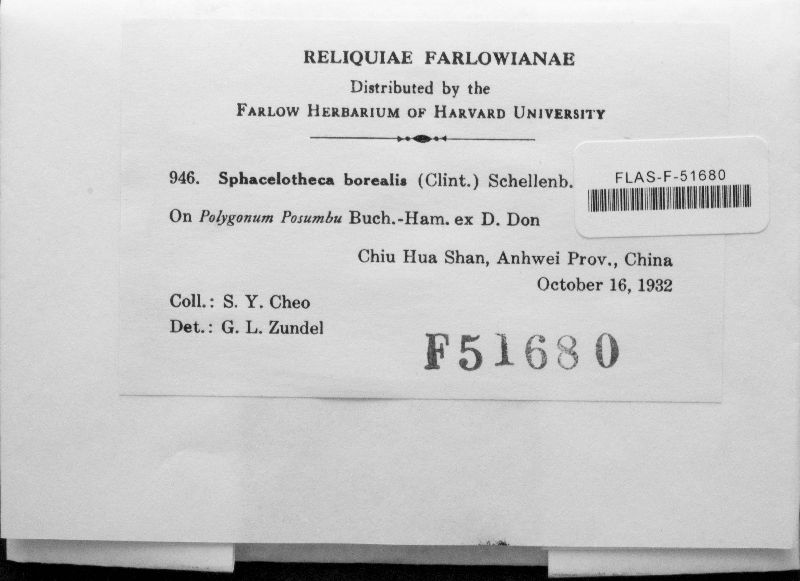 RELIQUIAE FARLOWIANAE
Distributed by the
FARLOW HERBARIUM OF HARVARD UNIVERSITY
946. Sphacelotheca borealis (Clint.) Schellenb.
FLAS-F-51680
On Polygonum Posumbu Buch.-Ham. ex D. Don
Chiu Hua Shan, Anhwei Prov., China
October 16, 1932
Coll.: S. Y. Cheo
Det.: G. L. Zundel
F51680